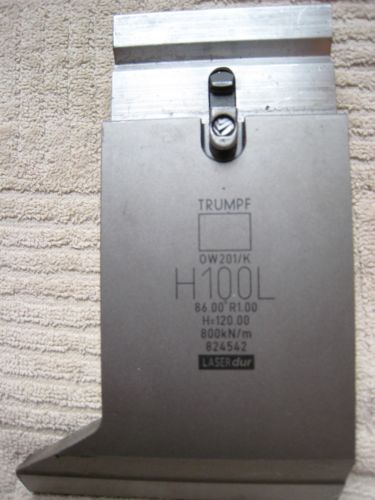 TRUMPF
OW201/K
H100L
86.00° R1.00
H=120.00
800kN/m
824542
LASERdur